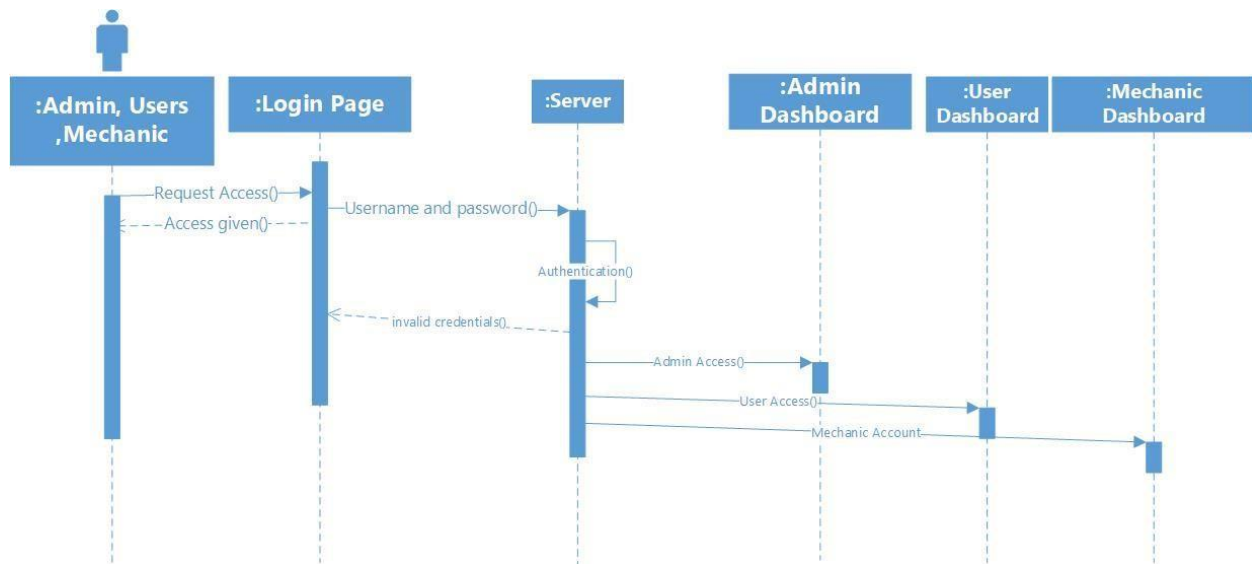 :Admin, Users
,Mechanic
:Login Page
:Server
:Admin
Dashboard
:User
Dashboard
:Mechanic
Dashboard
Request Access()
Access given()
Username and password()
Authentication()
invalid credentials()
Admin Access()
User Access()
Mechanic Account